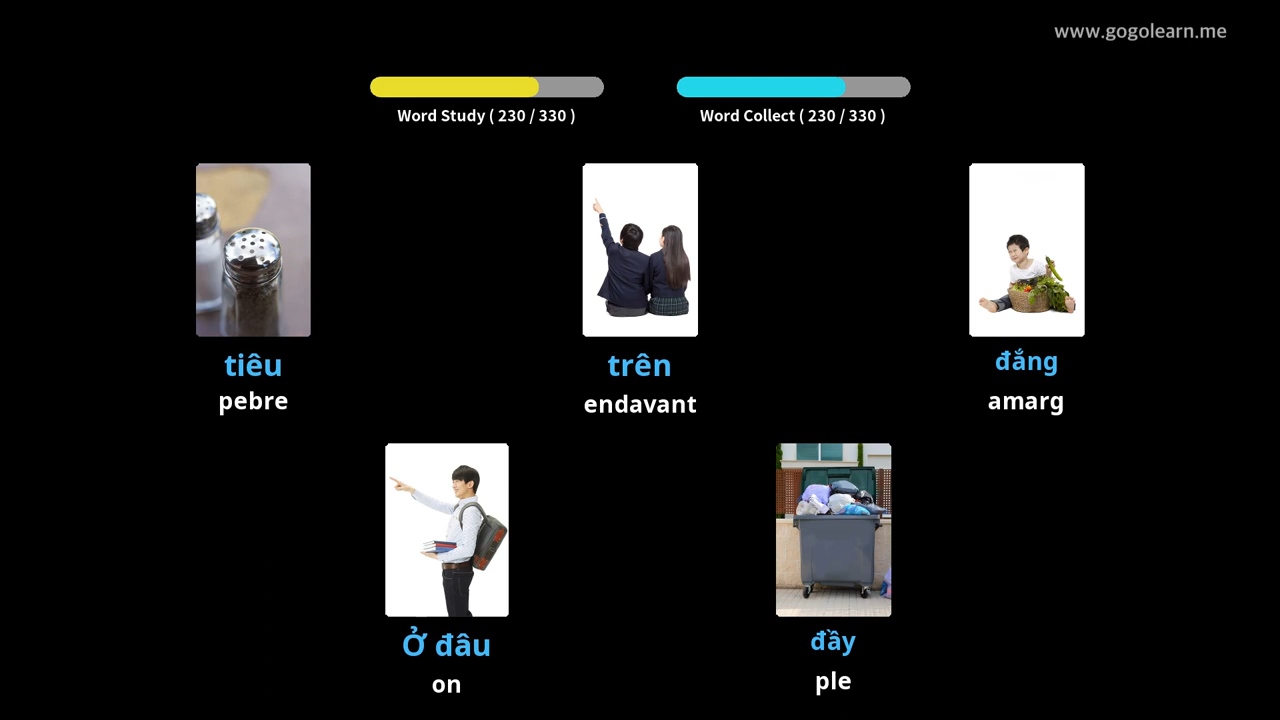 www.gogolearn.me
Word Study ( 230 / 330 )
Word Collect ( 230 / 330 )
tiêu
pebre
trên
endavant
đắng
amarg
Ở đâu
on
đầy
ple